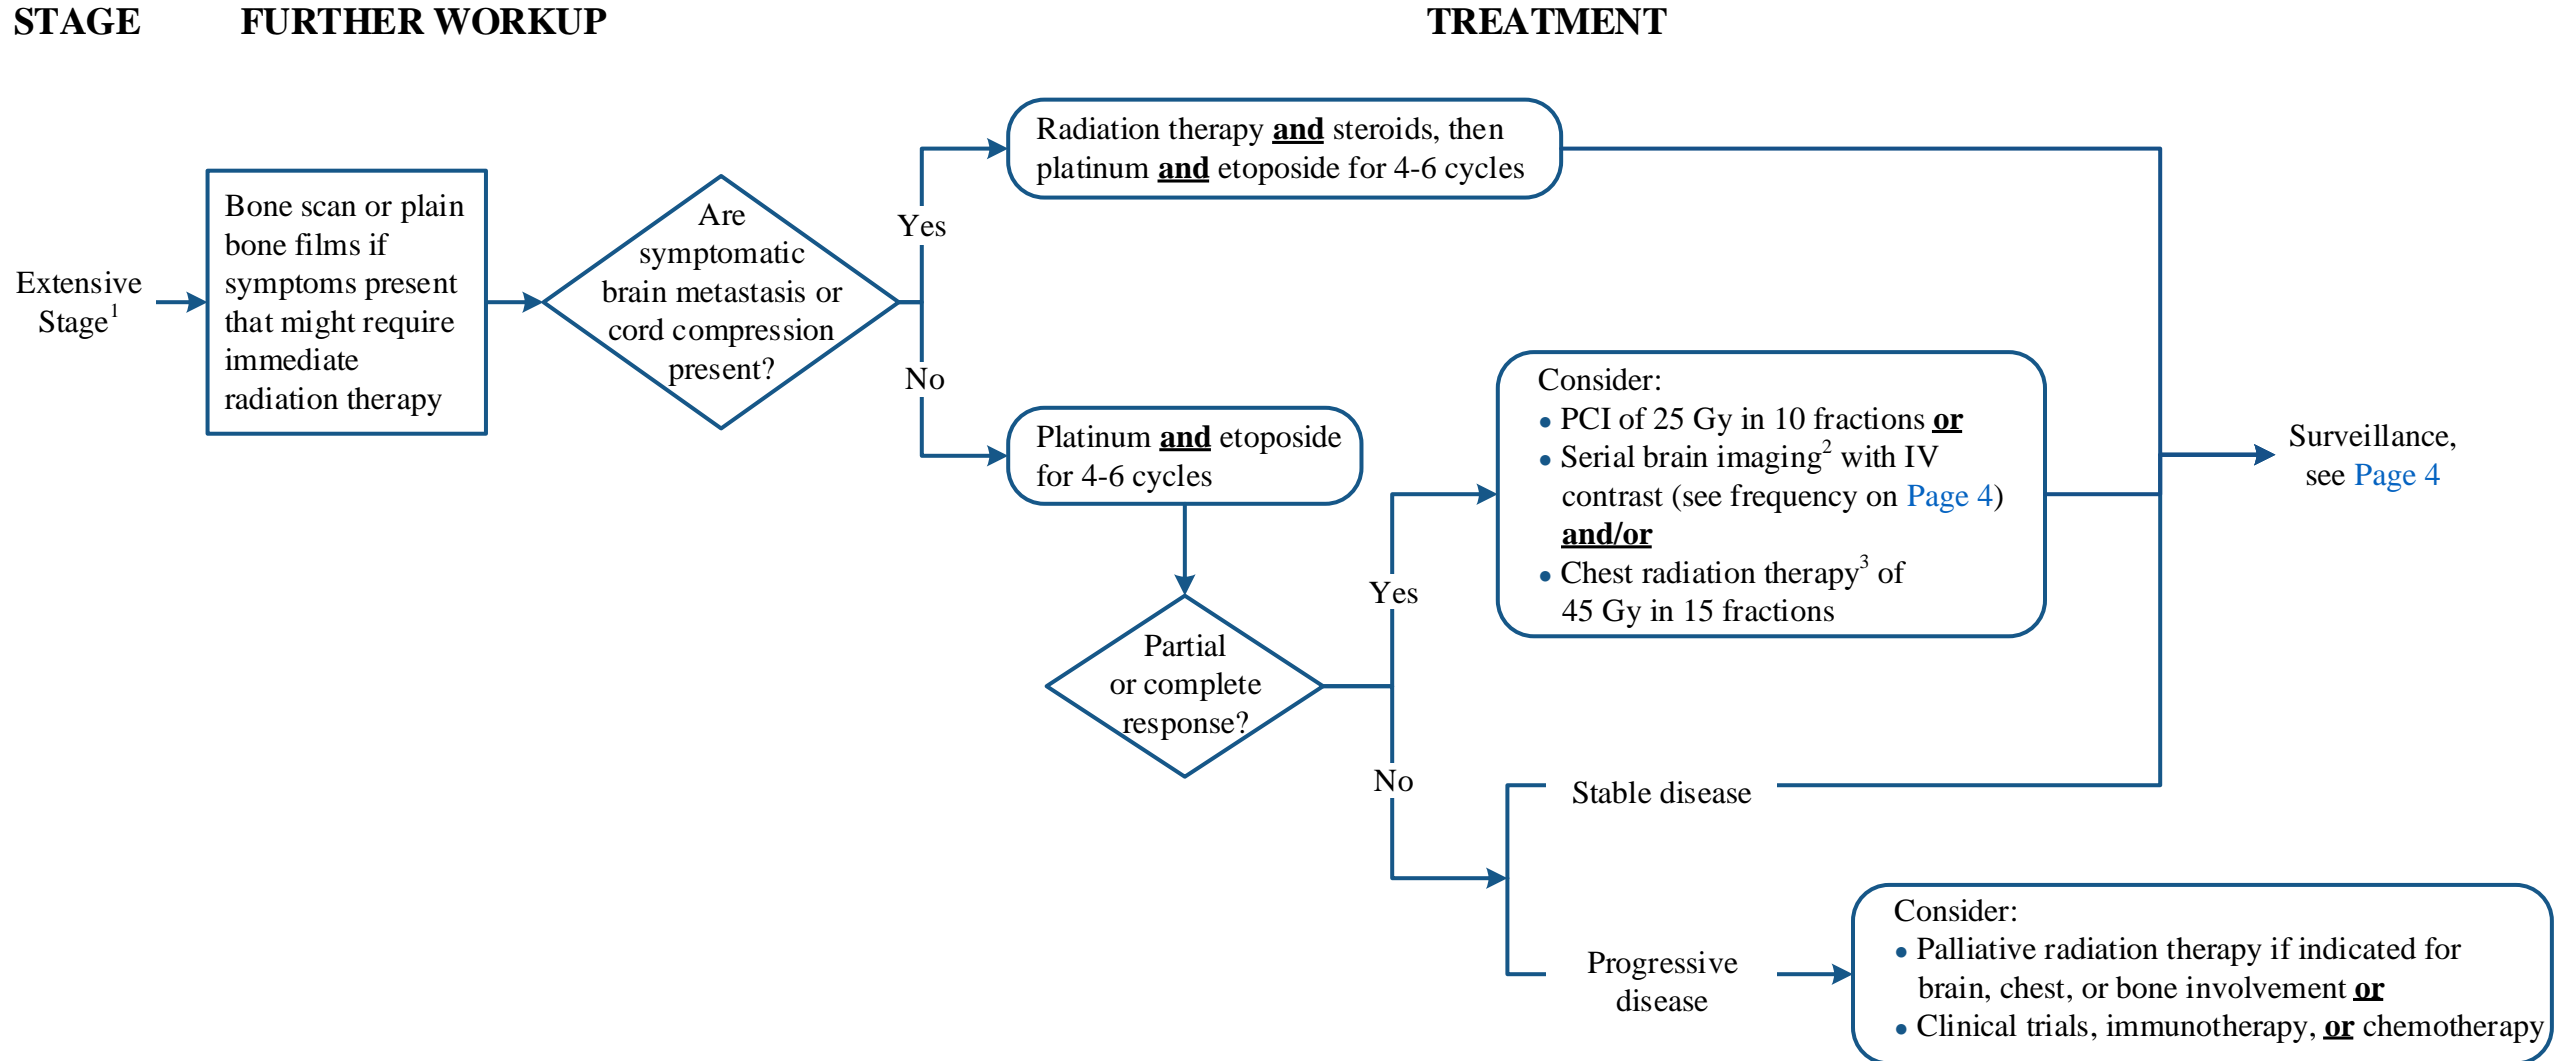 STAGE
FURTHER WORKUP
TREATMENT
Extensive
Stage1
Bone scan or plain
bone films if
symptoms present
that might require
immediate
radiation therapy
Are
symptomatic
brain metastasis or
cord compression
present?
Yes
Radiation therapy and steroids, then
platinum and etoposide for 4-6 cycles
No
Platinum and etoposide
for 4-6 cycles
Partial
or complete
response?
Yes
Consider:
• PCI of 25 Gy in 10 fractions or
• Serial brain imaging2 with IV
contrast (see frequency on Page 4)
and/or
• Chest radiation therapy3 of
45 Gy in 15 fractions
No
Stable disease
Progressive
disease
Consider:
• Palliative radiation therapy if indicated for
brain, chest, or bone involvement or
• Clinical trials, immunotherapy, or chemotherapy
Surveillance,
see Page 4